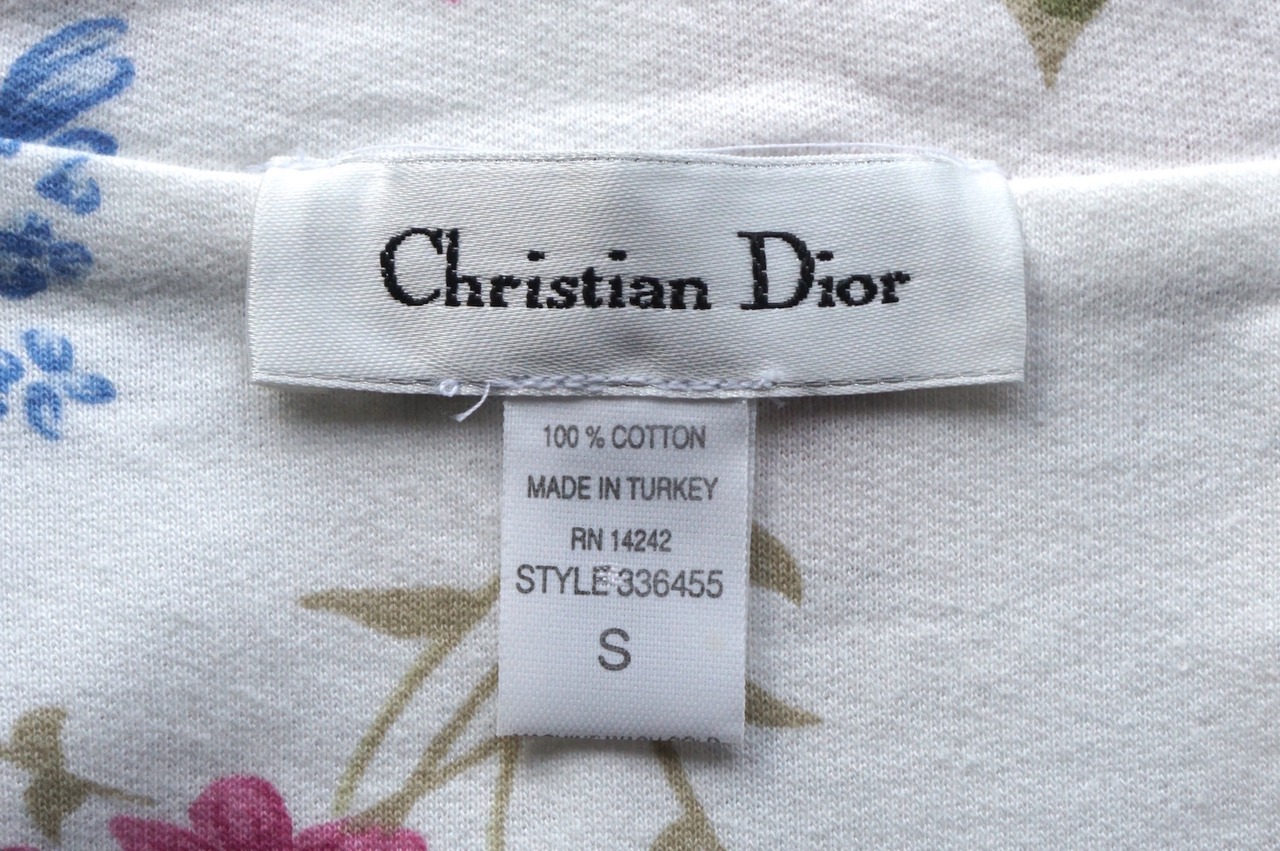 Christian Dior
100 % COTTON
MADE IN TURKEY
RN 14242
STYLE 336455
S